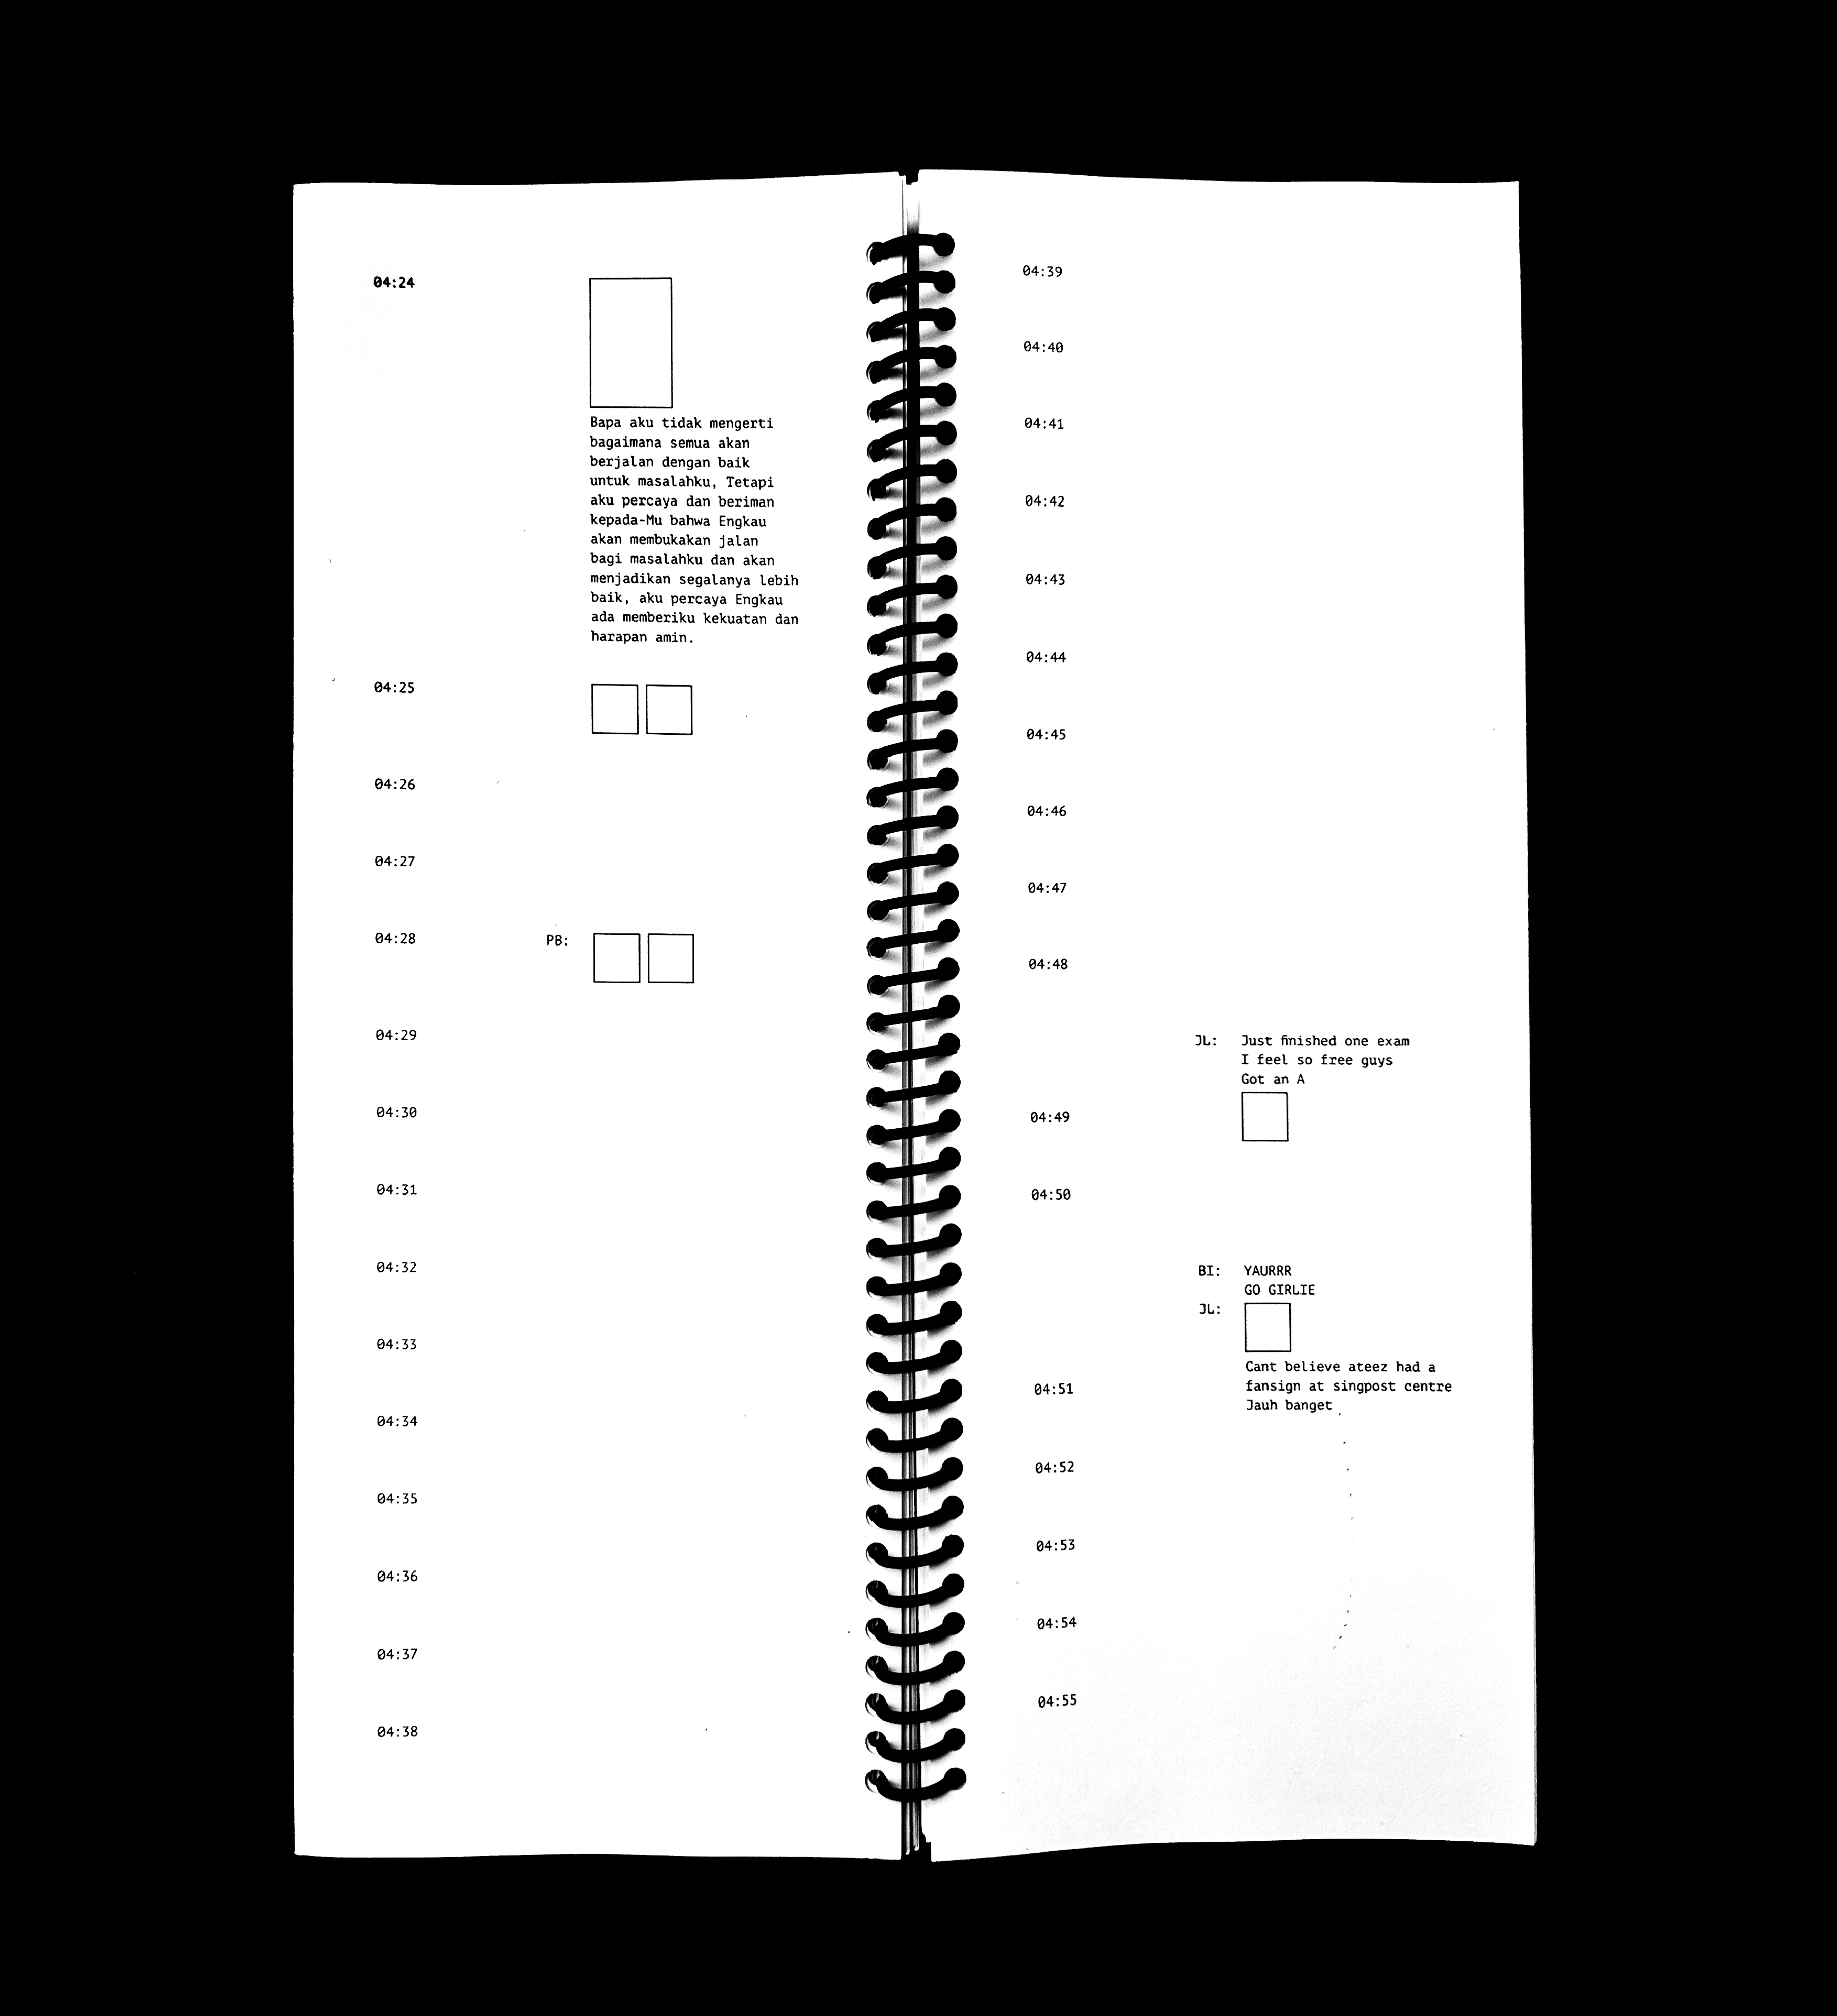 04:24
Bapa aku tidak mengerti
bagaimana semua akan
berjalan dengan baik
untuk masalahku, Tetapi
aku percaya dan beriman
kepada-Mu bahwa Engkau
akan membukakan jalan
bagi masalahku dan akan
menjadikan segalanya lebih
baik, aku percaya Engkau
ada memberiku kekuatan dan
harapan amin.
04:25
04:26
04:27
04:28 PB:
04:29
04:30
04:31
04:32
04:33
04:34
04:35
04:36
04:37
04:38
04:39
04:40
04:41
04:42
04:43
04:44
04:45
04:46
04:47
04:48
JL: Just finished one exam
I feel so free guys
Got an A
04:49
04:50
BI: YAURRR
GO GIRLIE
JL:
Cant believe ateez had a
04:51 fansign at singpost centre
Jauh banget
04:52
04:53
04:54
04:55